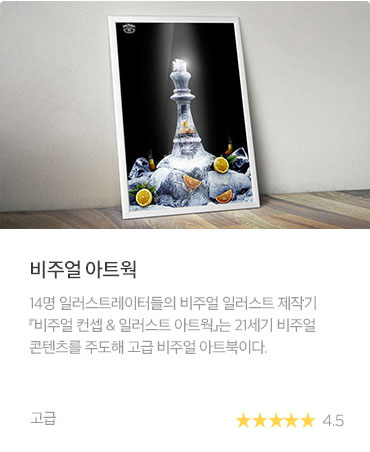 비주얼 아트웍
14명 일러스트레이터들의 비주얼 일러스트 제작기
『비주얼 컨셉 & 일러스트 아트웍』는 21세기 비주얼
콘텐츠를 주도해 고급 비주얼 아트북이다.
고급
4.5